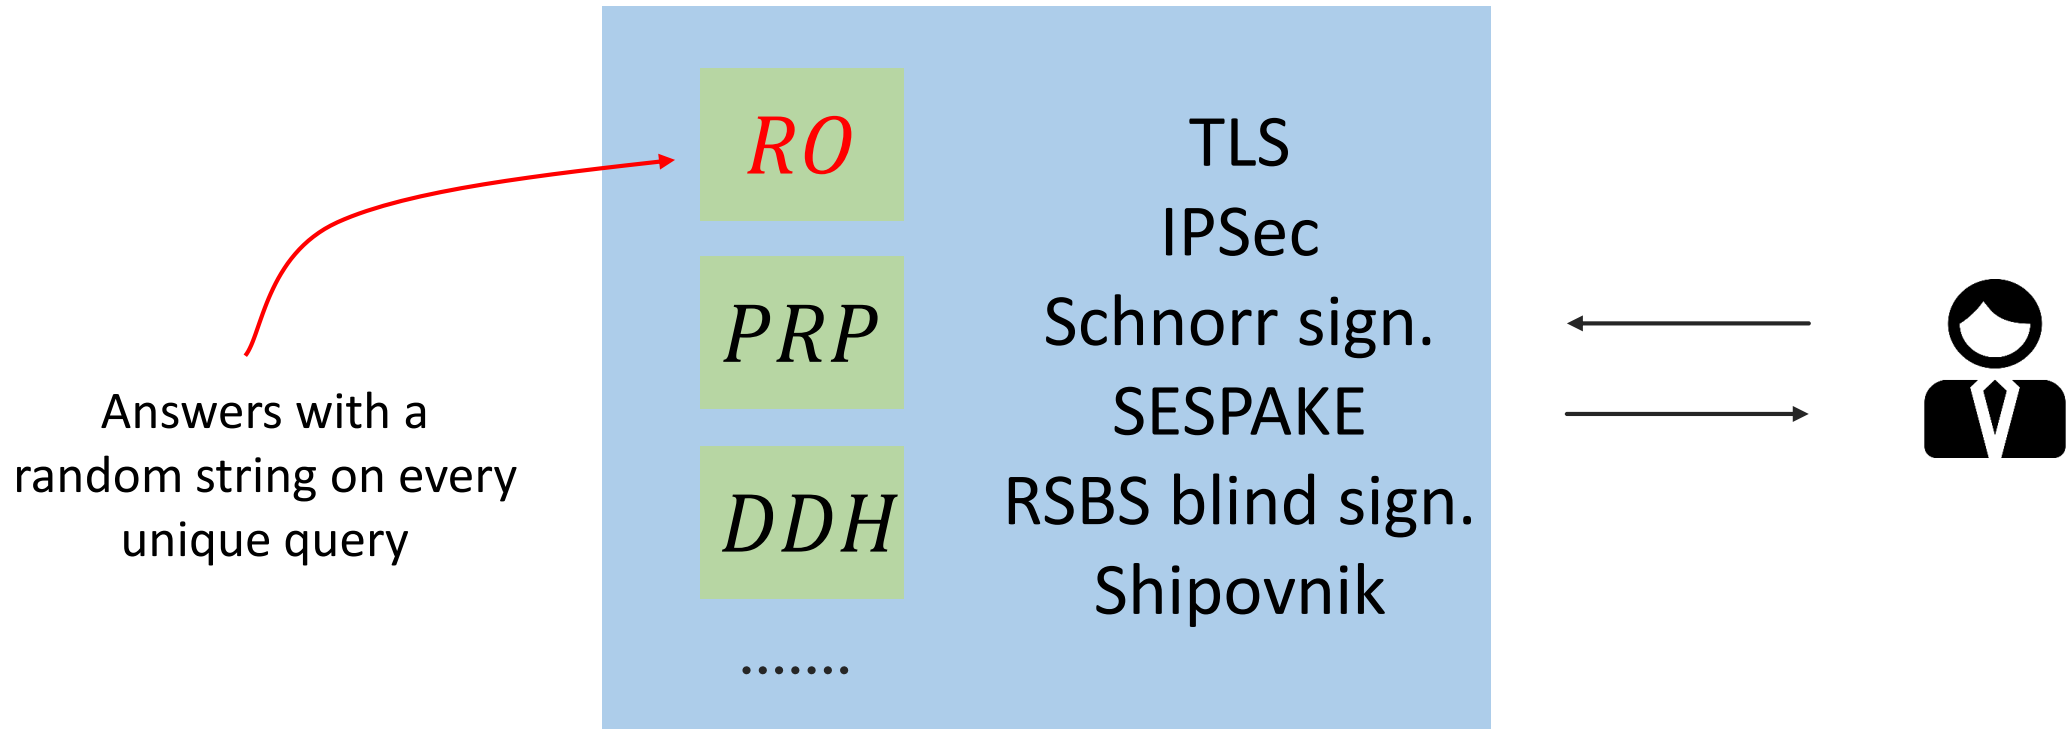 RO
PRP
DDH
.......
TLS
IPSec
Schnorr sign.
SESPAKE
RSBS blind sign.
Shipovnik
Answers with a
random string on every
unique query